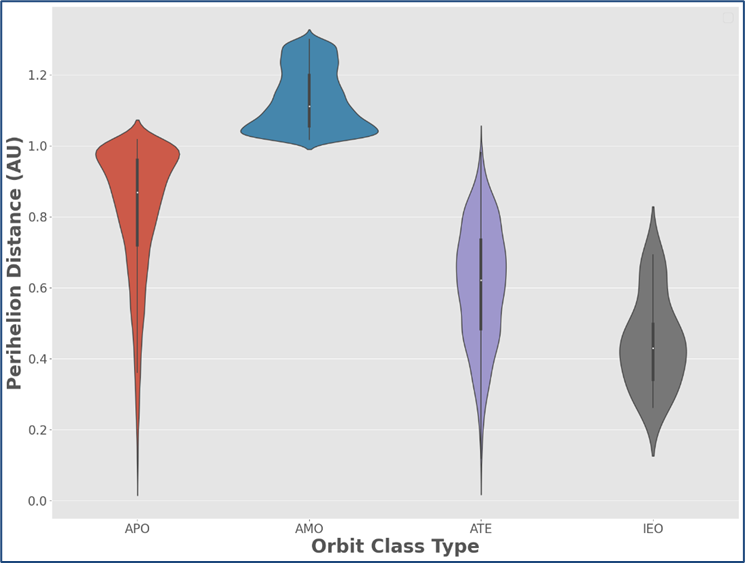 Perihelion Distance (AU)
1.2
1.0
0.8
0.6
0.4
0.2
0.0
APO AMO ATE IEO
Orbit Class Type